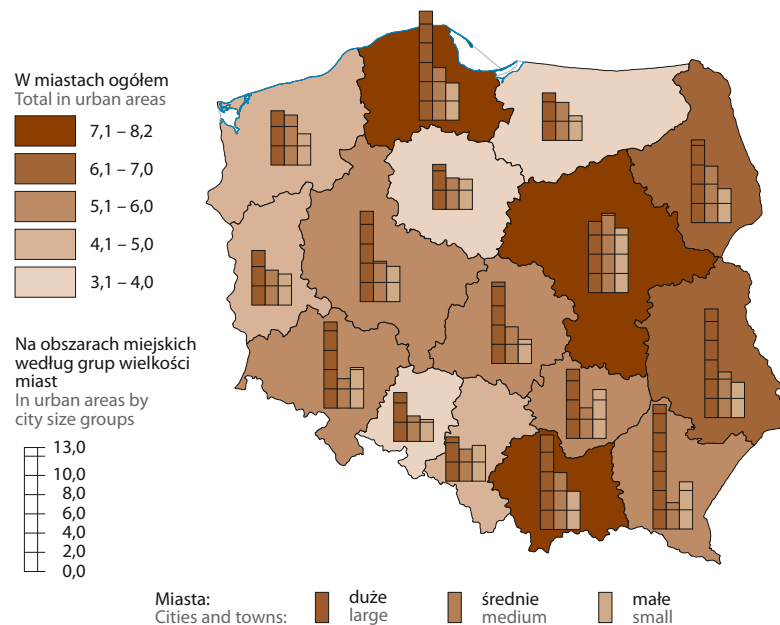 W miastach ogółem
Total in urban areas
7,1 – 8,2
6,1 – 7,0
5,1 – 6,0
4,1 – 5,0
3,1 – 4,0
Na obszarach miejskich
według grup wielkości
miast
In urban areas by
city size groups
13,0
10,0
8,0
6,0
4,0
2,0
0,0
Miasta: duże średnie małe
Cities and towns: large medium small